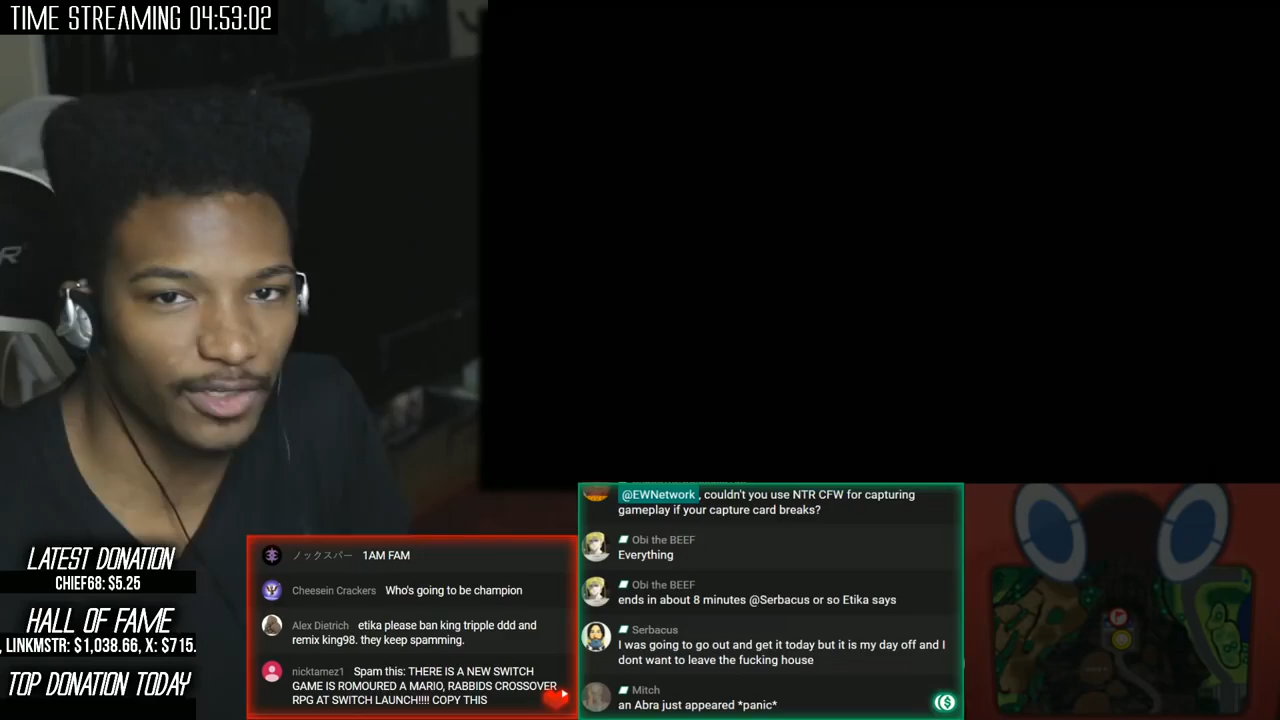 TIME STREAMING 04:53:02
R
LATEST DONATION
CHIEF68: $5.25
HALL OF FAME
, LINKMSTR: $1,038.66, X: $715.
TOP DONATION TODAY
ノックスバー 1AM FAM
Cheesein Crackers Who's going to be champion
Alex Dietrich etika please ban king tripple ddd and
remix king98. they keep spamming.
nicktamez1 Spam this: THERE IS A NEW SWITCH
GAME IS ROMOURED A MARIO, RABBIDS CROSSOVER
RPG AT SWITCH LAUNCH!!!! COPY THIS
@EWNetwork , couldn't you use NTR CFW for capturing
gameplay if your capture card breaks?
Obi the BEEF
Everything
Obi the BEEF
ends in about 8 minutes @Serbacus or so Etika says
Serbacus
I was going to go out and get it today but it is my day off and I
dont want to leave the fucking house
Mitch
an Abra just appeared *panic*